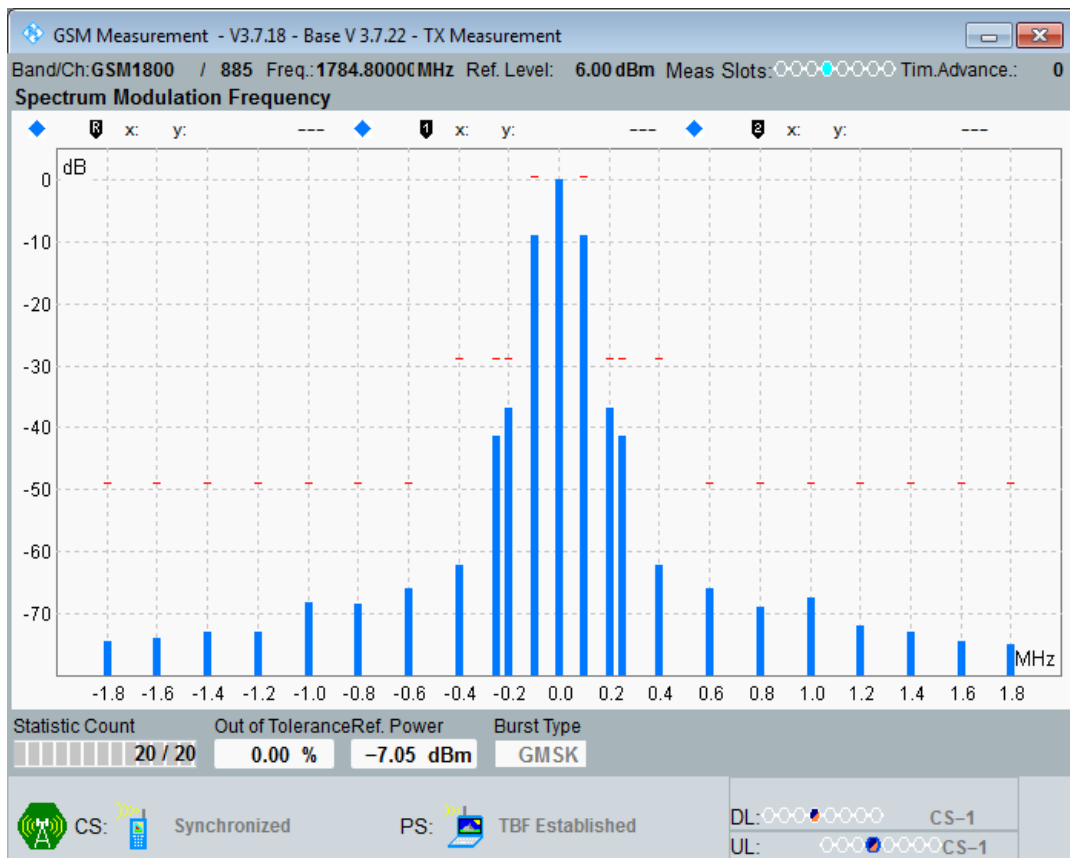 GSM Measurement - V3.7.18 - Base V 3.7.22 - TX Measurement
Band/Ch:GSM1800 / 885 Freq.:1784.80000MHz Ref. Level: 6.00 dBm Meas Slots: Tim.Advance.: 0
Spectrum Modulation Frequency
R x: y: --- 1 x: y: --- 2 x: y: ---
dB
0
-10
-20
-30
-40
-50
-60
-70
MHz
-1.8 -1.6 -1.4 -1.2 -1.0 -0.8 -0.6 -0.4 -0.2 0.0 0.2 0.4 0.6 0.8 1.0 1.2 1.4 1.6 1.8
Statistic Count Out of Tolerance Ref. Power Burst Type
20 / 20 0.00 % −7.05 dBm GMSK
CS: Synchronized PS: TBF Established
DL: CS−1
UL: CS−1